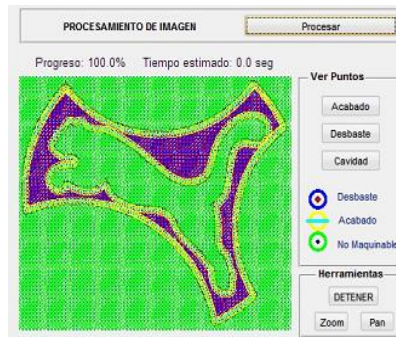 PROCESAMIENTO DE IMAGEN
Procesar
Progreso: 100.0% Tiempo estimado: 0.0 seg
Ver Puntos
Acabado
Desbaste
Cavidad
Desbaste
Acabado
No Maquinable
Herramientas
DETENER
Zoom Pan